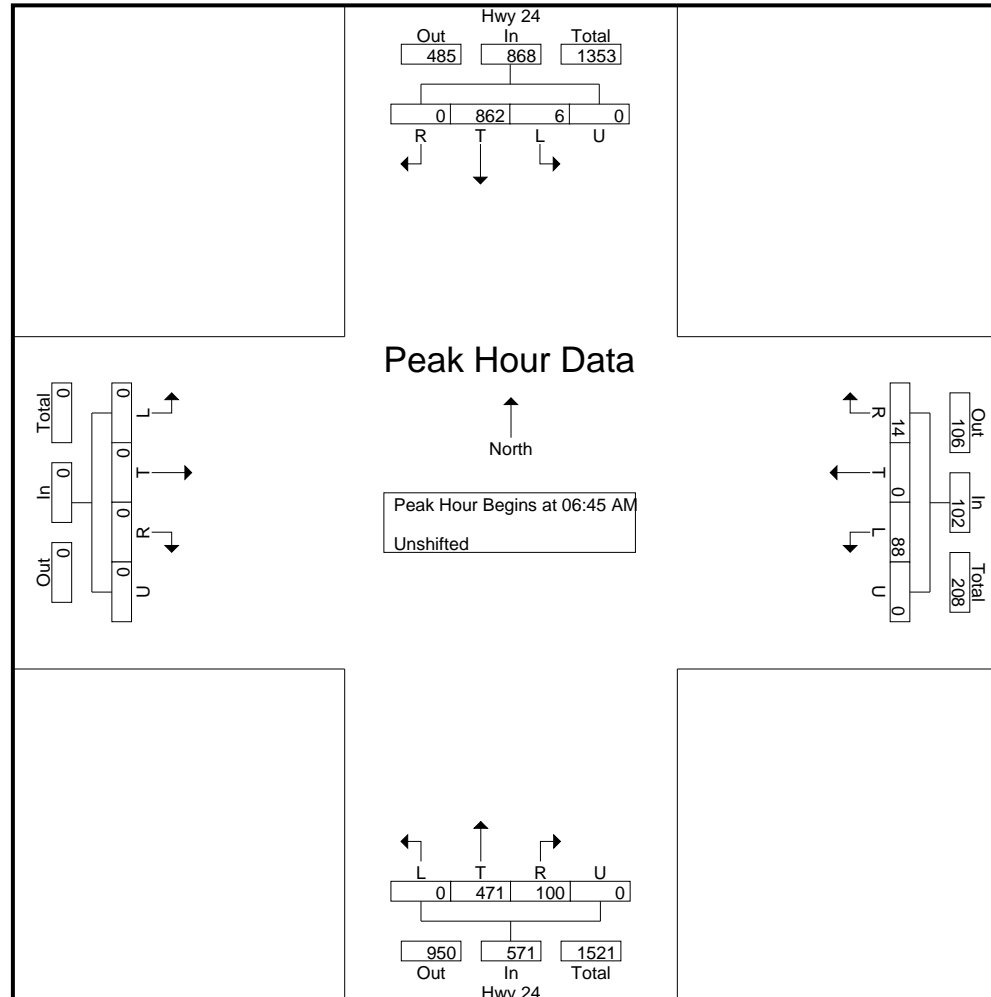 Hwy 24
Out In Total
485 868 1353
0 862 6 0
R T L U
Peak Hour Data
North
Peak Hour Begins at 06:45 AM
Unshifted
Total In Out
0 0 0
0 0 0 0
L T R U
Out In Total
106 102 208
14 0 88 0
R T L U
L T R U
0 471 100 0
950 571 1521
Out In Total
Hwy 24